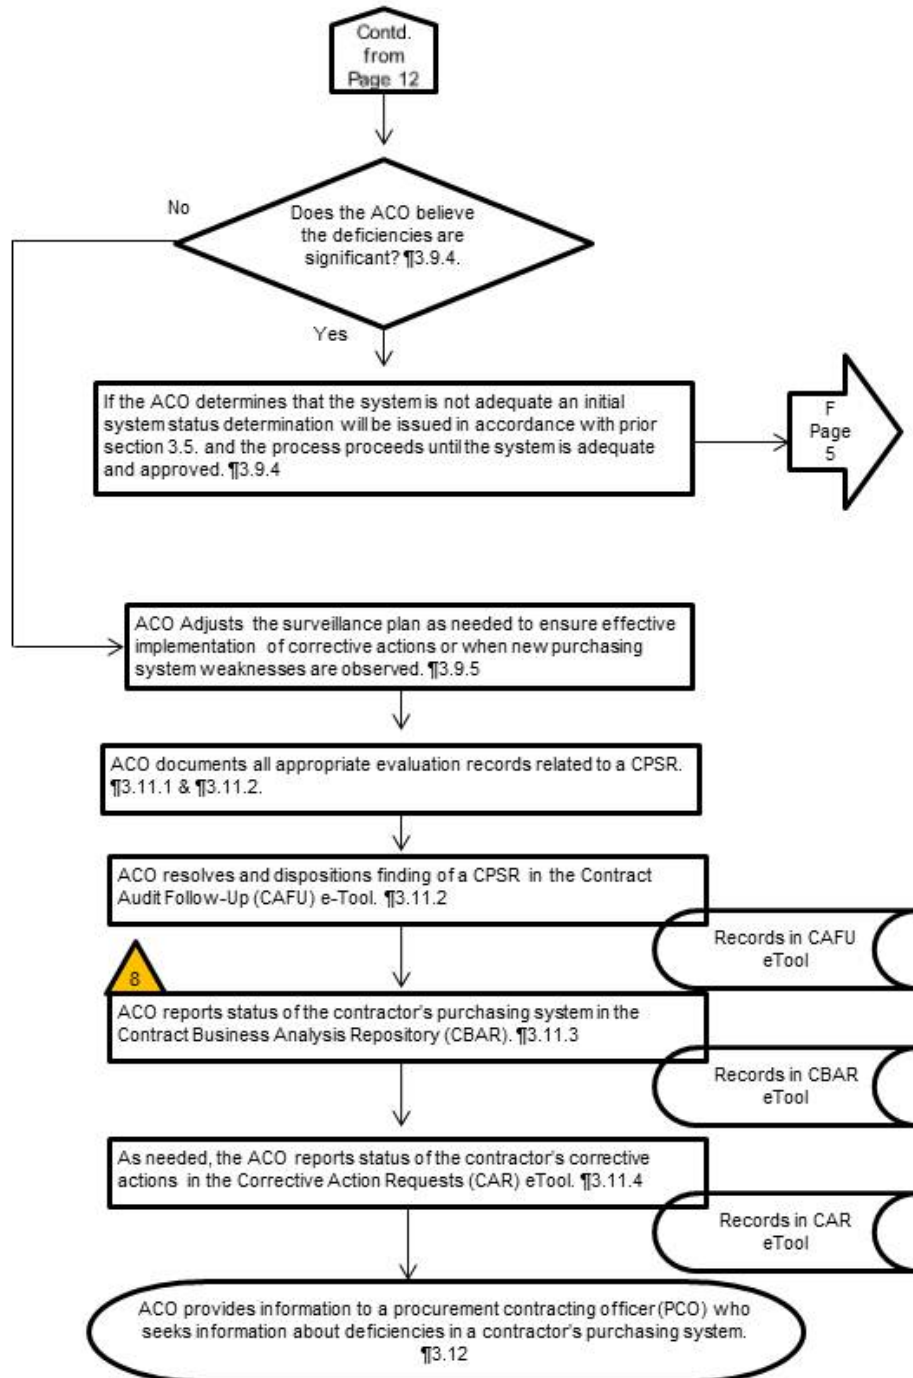 Contd.
from
Page 12
No
Does the ACO believe
the deficiencies are
significant? ¶3.9.4.
Yes
If the ACO determines that the system is not adequate an initial
system status determination will be issued in accordance with prior
section 3.5. and the process proceeds until the system is adequate
and approved. ¶3.9.4
F
Page
5
ACO Adjusts the surveillance plan as needed to ensure effective
implementation of corrective actions or when new purchasing
system weaknesses are observed. ¶3.9.5
ACO documents all appropriate evaluation records related to a CPSR.
¶3.11.1 & ¶3.11.2.
ACO resolves and dispositions finding of a CPSR in the Contract
Audit Follow-Up (CAFU) e-Tool. ¶3.11.2
Records in CAFU
eTool
8
ACO reports status of the contractor's purchasing system in the
Contract Business Analysis Repository (CBAR). ¶3.11.3
Records in CBAR
eTool
As needed, the ACO reports status of the contractor's corrective
actions in the Corrective Action Requests (CAR) eTool. ¶3.11.4
Records in CAR
eTool
ACO provides information to a procurement contracting officer (PCO) who
seeks information about deficiencies in a contractor's purchasing system.
¶3.12